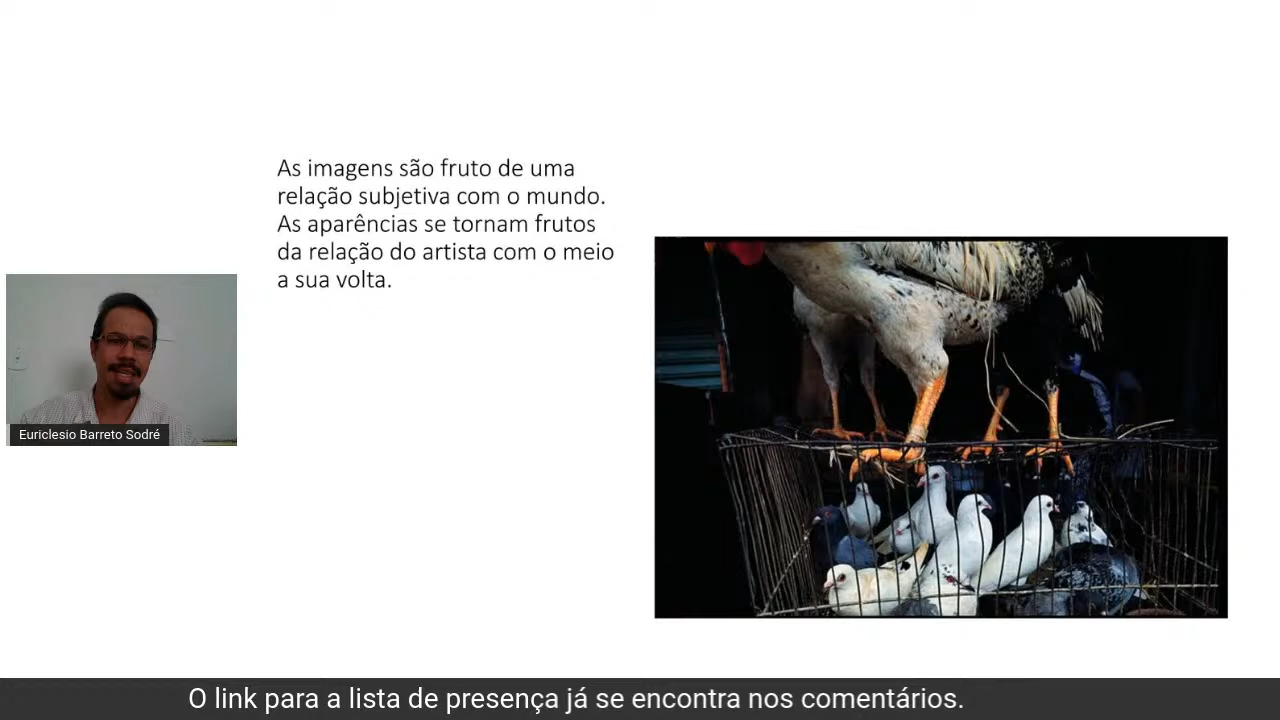 As imagens são fruto de uma
relação subjetiva com o mundo.
As aparências se tornam frutos
da relação do artista com o meio
a sua volta.
Euriclesio Barreto Sodré
O link para a lista de presença já se encontra nos comentários.